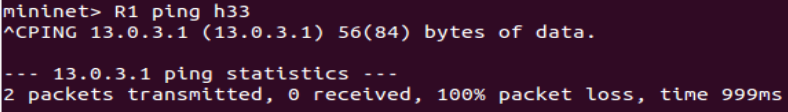 mininet> R1 ping h33
^CPING 13.0.3.1 (13.0.3.1) 56(84) bytes of data.
--- 13.0.3.1 ping statistics ---
2 packets transmitted, 0 received, 100% packet loss, time 999ms